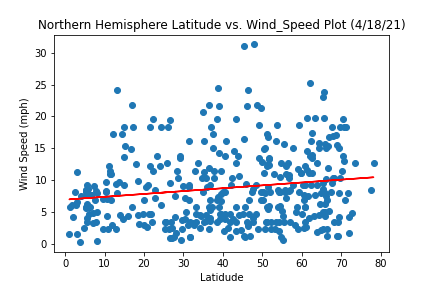 Northern Hemisphere Latitude vs. Wind_Speed Plot (4/18/21)
Wind Speed (mph)
30
25
20
15
10
5
0
0 10 20 30 40 50 60 70 80
Latidude